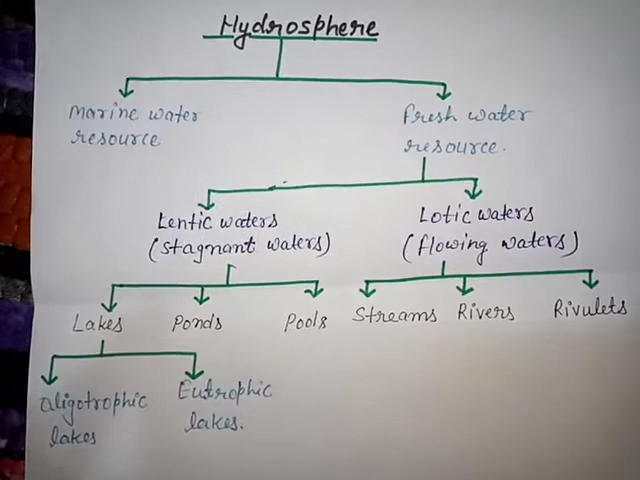 Hydrosphere
Marine water
resource
Fresh water
resource.
Lentic waters
(Stagnant waters)
Lotic waters
(flowing waters)
Lakes
Ponds
Pools
Streams
Rivers
Rivulets
Oligotrophic
lakes
Eutrophic
lakes.